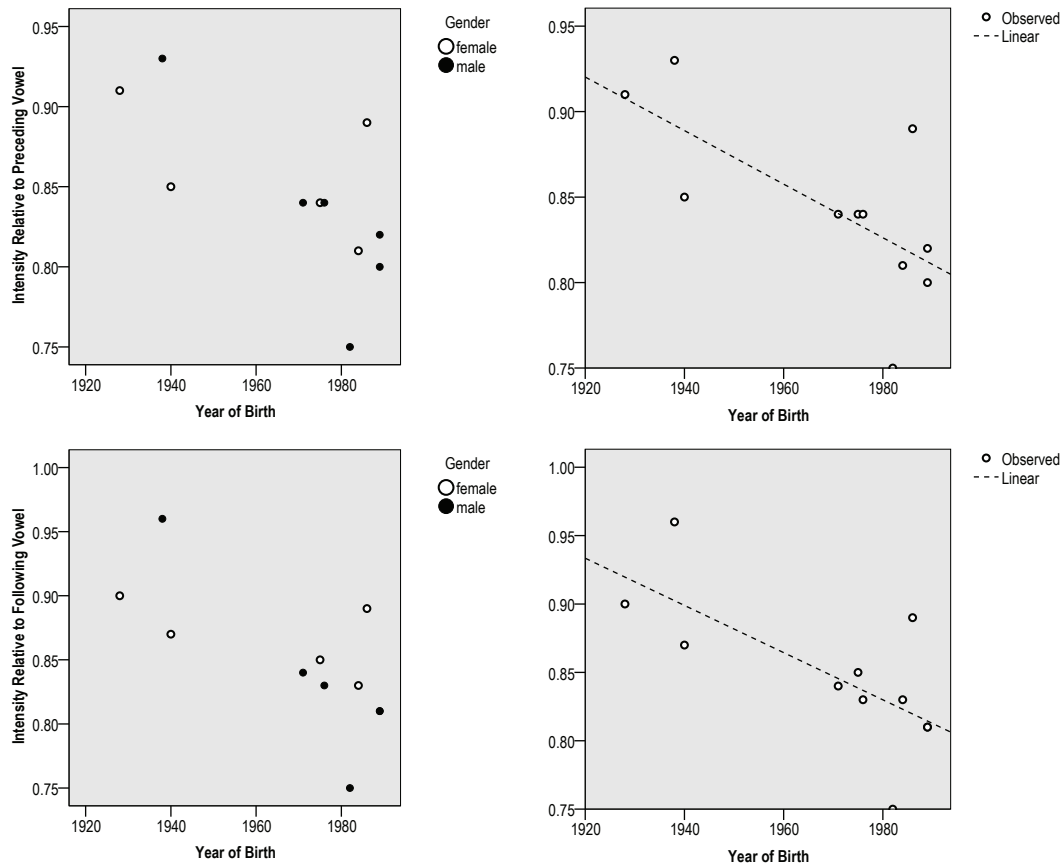 Intensity Relative to Preceding Vowel
0.95
0.90
0.85
0.80
0.75
1920 1940 1960 1980
Year of Birth
Gender
female
male
0.95
0.90
0.85
0.80
0.75
1920 1940 1960 1980
Year of Birth
Observed
Linear
Intensity Relative to Following Vowel
1.00
0.95
0.90
0.85
0.80
0.75
1920 1940 1960 1980
Year of Birth
Gender
female
male
1.00
0.95
0.90
0.85
0.80
0.75
1920 1940 1960 1980
Year of Birth
Observed
Linear